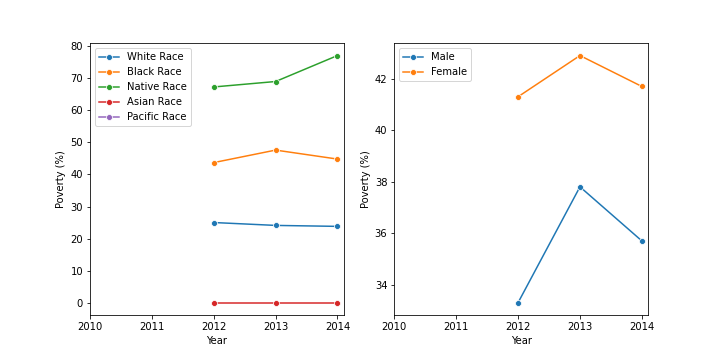 80
70
60
50
40
30
20
10
0
Poverty (%)
White Race
Black Race
Native Race
Asian Race
Pacific Race
2010 2011 2012 2013 2014
Year
42
40
38
36
34
Poverty (%)
Male
Female
2010 2011 2012 2013 2014
Year